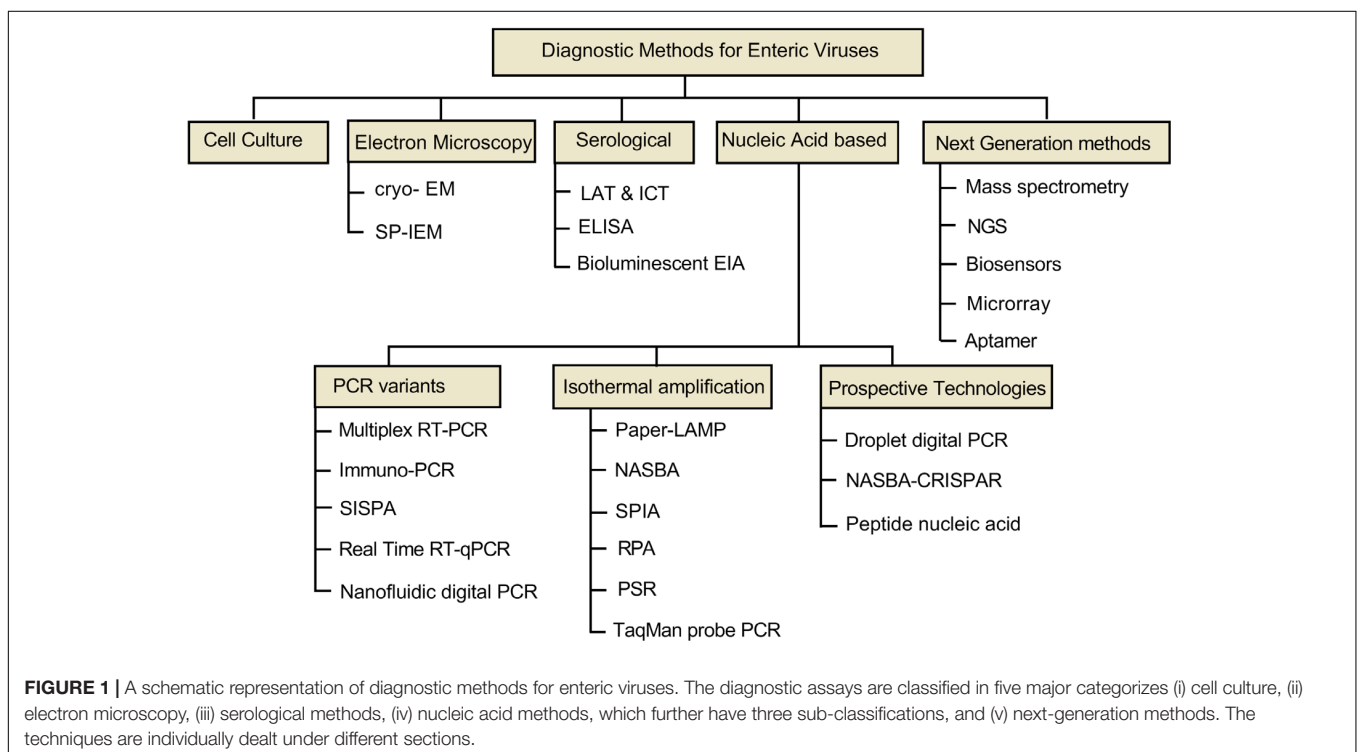 Diagnostic Methods for Enteric Viruses
Cell Culture
Electron Microscopy
cryo- EM
SP-IEM
Serological
LAT & ICT
ELISA
Bioluminescent EIA
Nucleic Acid based
Next Generation methods
Mass spectrometry
NGS
Biosensors
Microrray
Aptamer
PCR variants
Multiplex RT-PCR
Immuno-PCR
SISPA
Real Time RT-qPCR
Nanofluidic digital PCR
Isothermal amplification
Paper-LAMP
NASBA
SPIA
RPA
PSR
TaqMan probe PCR
Prospective Technologies
Droplet digital PCR
NASBA-CRISPAR
Peptide nucleic acid
FIGURE 1 | A schematic representation of diagnostic methods for enteric viruses. The diagnostic assays are classified in five major categorizes (i) cell culture, (ii)
electron microscopy, (iii) serological methods, (iv) nucleic acid methods, which further have three sub-classifications, and (v) next-generation methods. The
techniques are individually dealt under different sections.